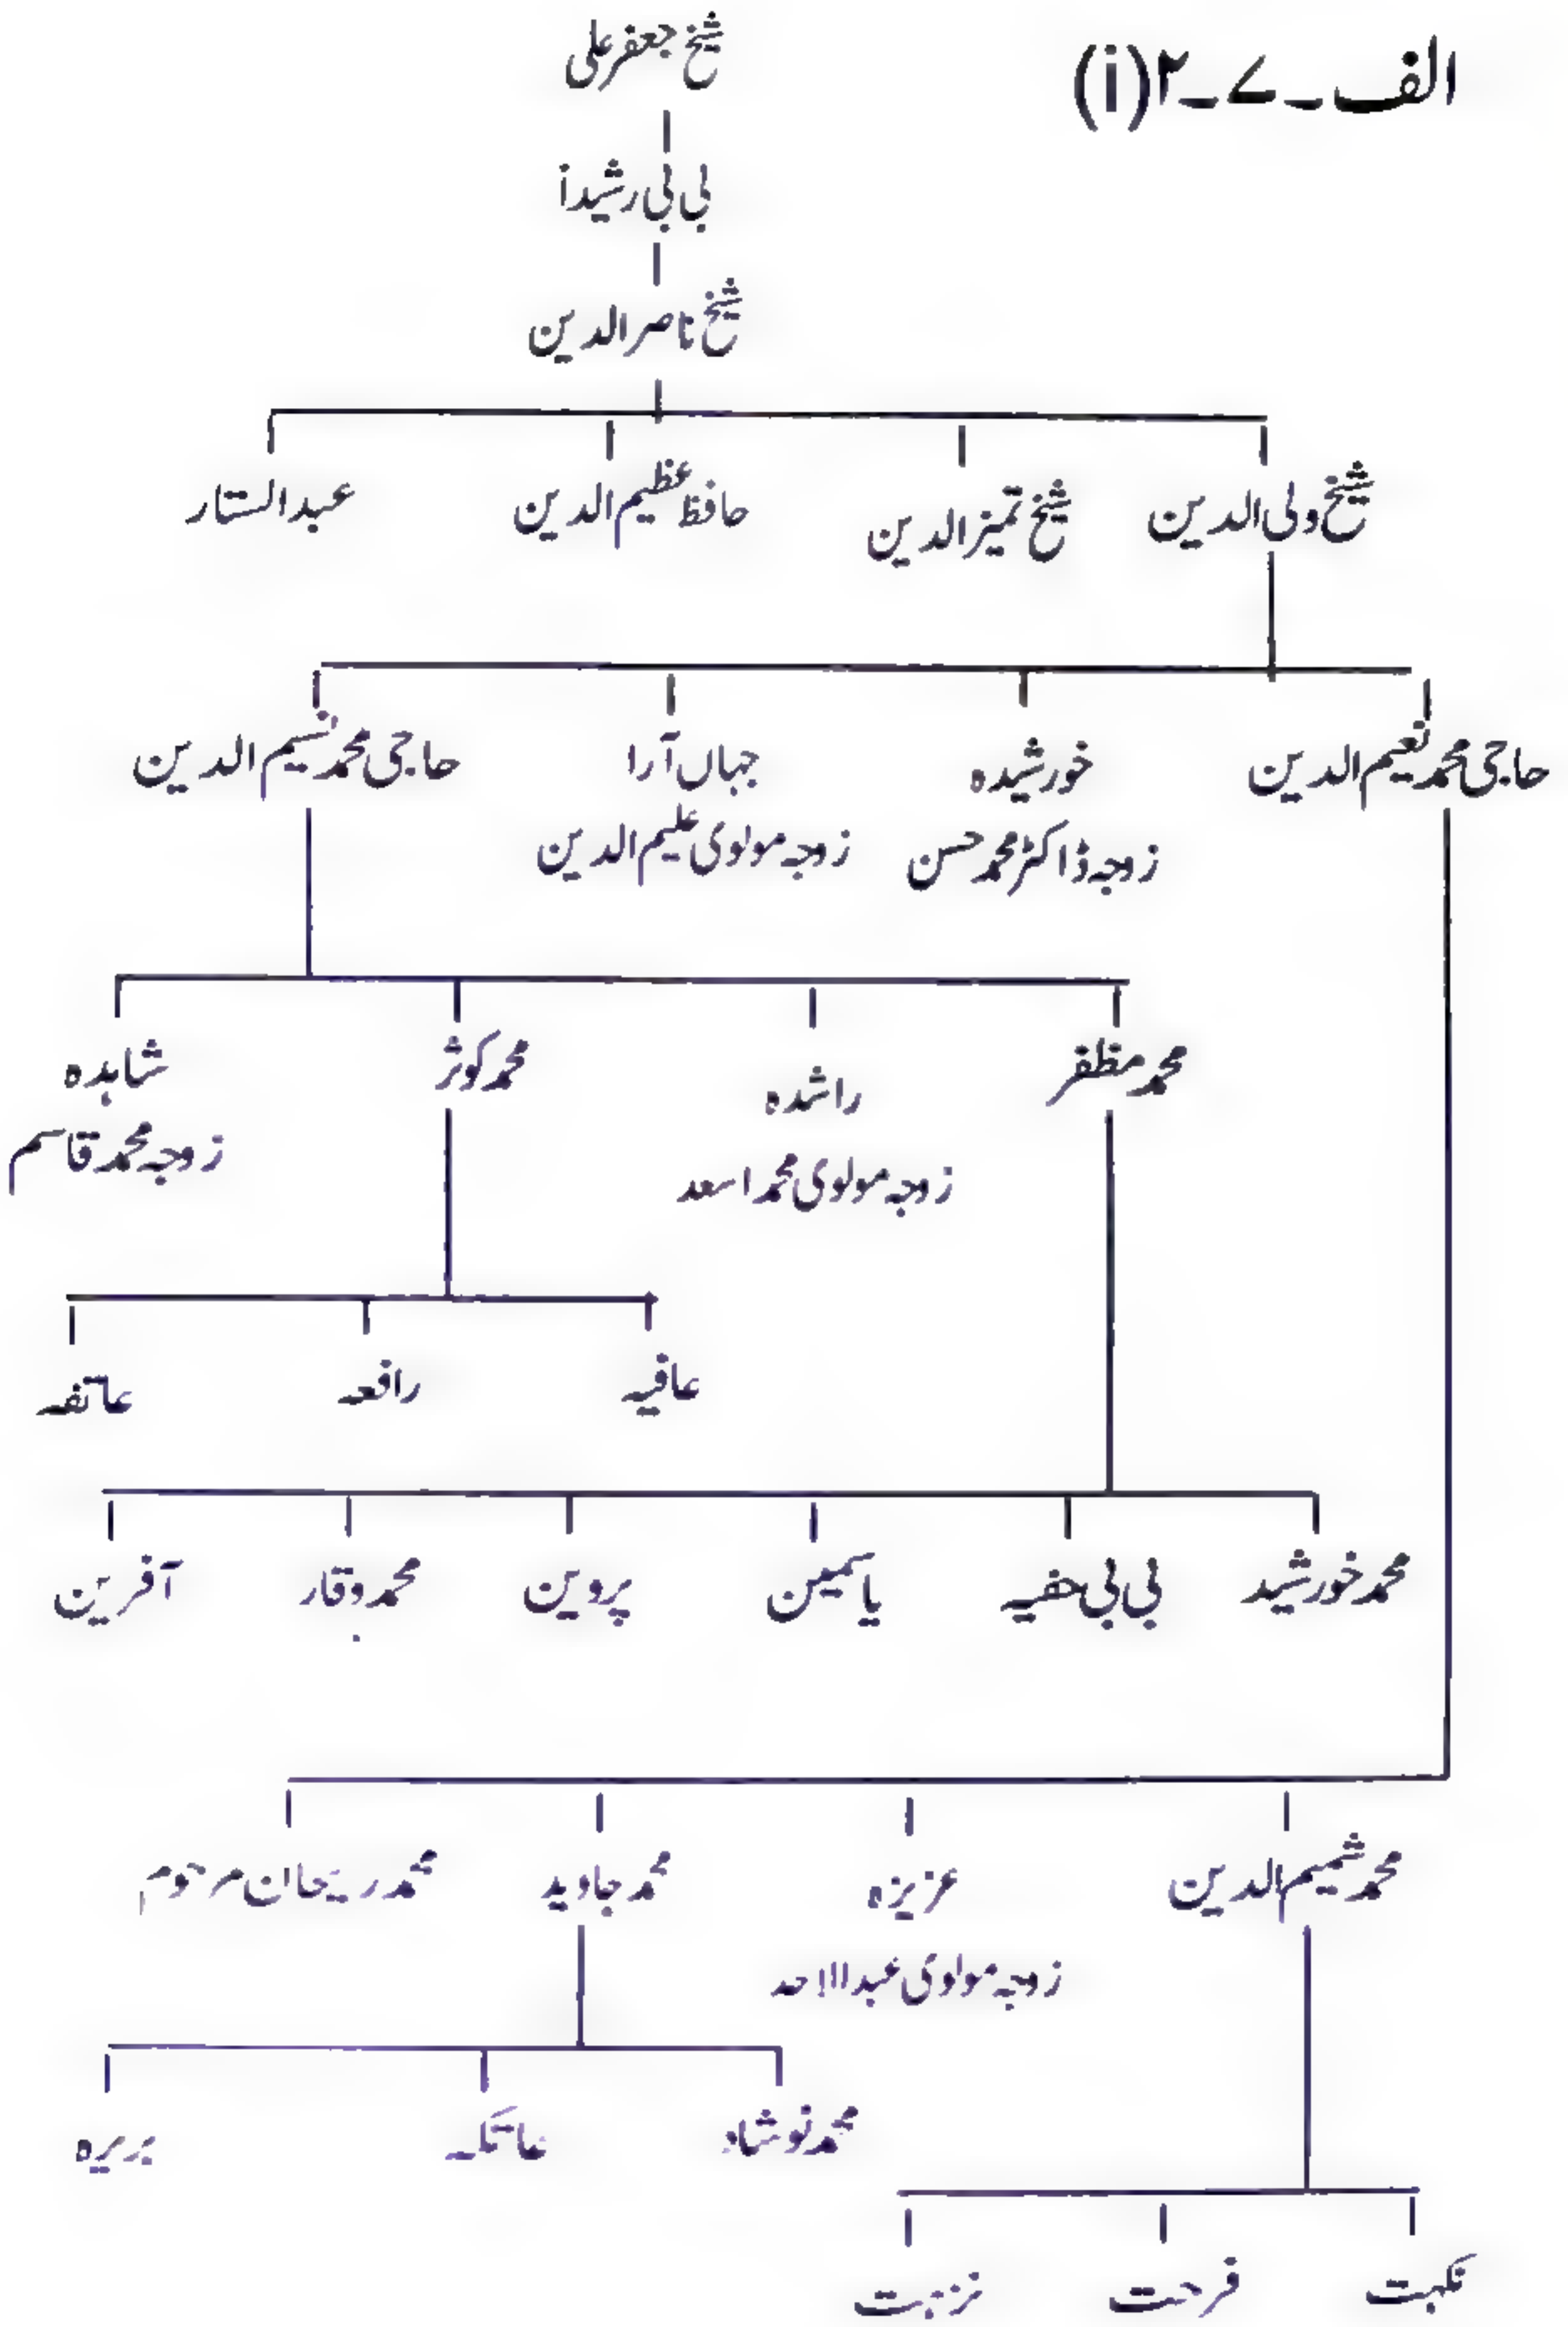 الف ۔ ۷ ۔ ۲(i)
شیخ جعفر علی
بی بی رشیداً
شیخ ناصر الدین
شیخ ولی الدین
شیخ تمیز الدین
حافظ عظیم الدین
عبدالستار
حاجی محمد نعیم الدین
خورشیدہ
زوجہ ڈاکٹر محمد حسن
جہاں آرا
زوجہ مولوی علیم الدین
حاجی محمد نسیم الدین
محمد مظفر
راشدہ
زوجہ مولوی محمد اسعد
محمد کوثر
شاہدہ
زوجہ محمد قاسم
عافیہ
رافعہ
عاتفہ
محمد خورشید
بی بی حفیہ
یاسمین
پروین
محمد وقار
آفرین
محمد شمیم الدین
عزیزہ
زوجہ مولوی عبدالاحد
محمد جاوید
محمد ریحان مرحوم
محمد نوشاد
عاتکہ
بریرہ
نکہت
فرحت
نزہت